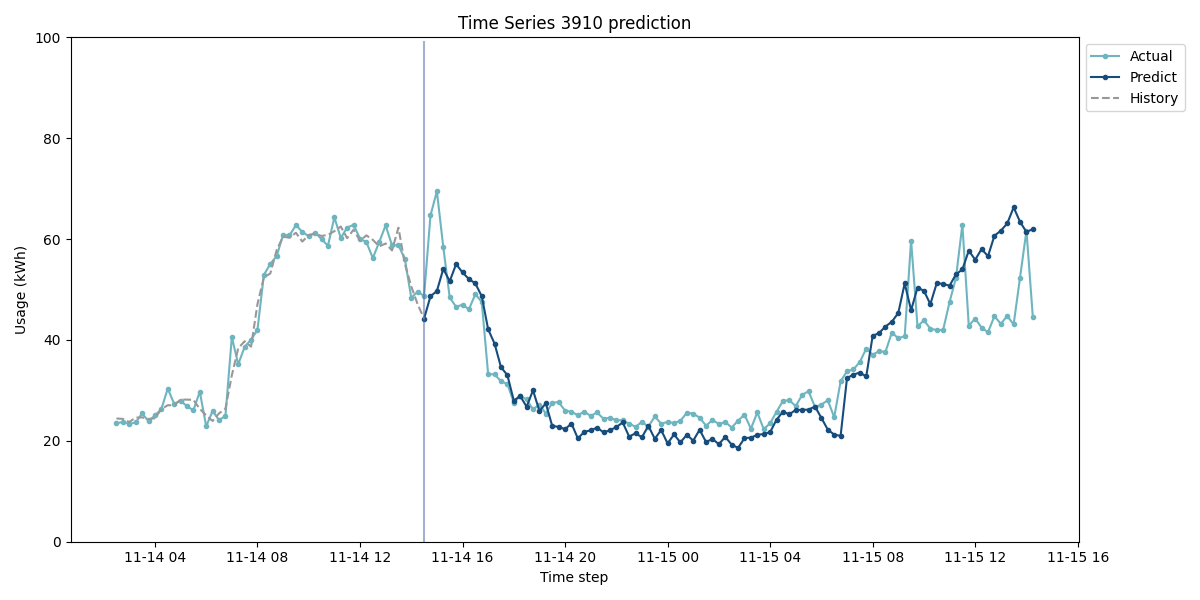 Time Series 3910 prediction
100
80
60
40
20
0
Usage (kWh)
11-14 04
11-14 08
11-14 12
11-14 16
11-14 20
11-15 00
11-15 04
11-15 08
11-15 12
11-15 16
Time step
Actual
Predict
History